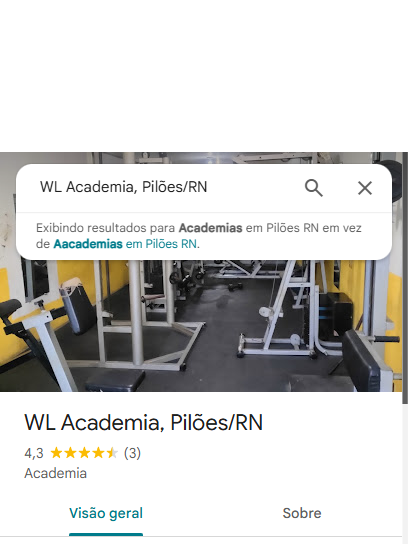 WL Academia, Pilões/RN
Exibindo resultados para Academias em Pilões RN em vez
de Aacademias em Pilões RN.
WL Academia, Pilões/RN
4,3 (3)
Academia
Visão geral Sobre